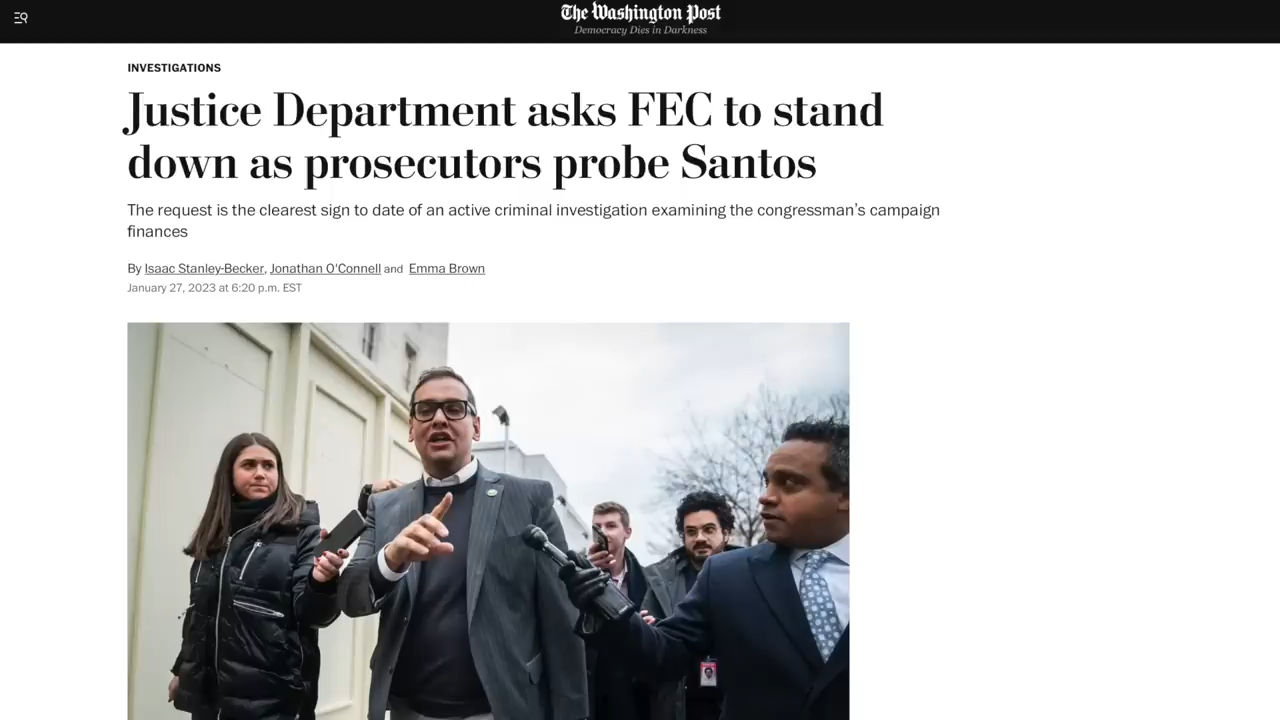 The Washington Post
Democracy Dies in Darkness
INVESTIGATIONS
Justice Department asks FEC to stand
down as prosecutors probe Santos
The request is the clearest sign to date of an active criminal investigation examining the congressman’s campaign
finances
By Isaac Stanley-Becker, Jonathan O'Connell and Emma Brown
January 27, 2023 at 6:20 p.m. EST